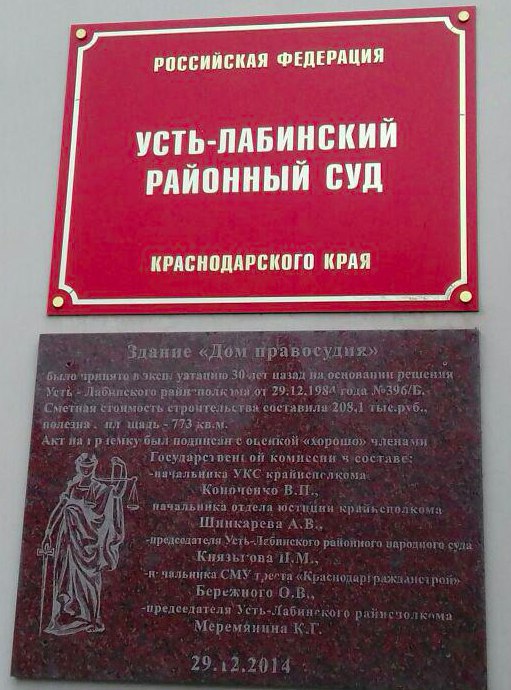 РОССИЙСКАЯ ФЕДЕРАЦИЯ
УСТЬ-ЛАБИНСКИЙ
РАЙОННЫЙ СУД
КРАСНОДАРСКОГО КРАЯ
Здание «Дом правосудия»
было принято в эксплуатацию 30 лет назад на основании решения
Усть - Лабинского райисполкома от 29.12.1984 года №396/Б.
Сметная стоимость строительства составила 208,1 тыс.руб.,
полезная площадь - 773 кв.м.
Акт на приемку был подписан с оценкой «хорошо» членами
Государственной комиссии в составе:
-начальника УКС крайисполкома
Кононенко В.П.,
начальника отдела юстиции крайисполкома
Шинкарева А.В.,
-председателя Усть-Лабинского районного народного суда
И.М.,
-начальника СМУ треста «Краснодаргражданстрой»
Бережного О.В.,
-председателя Усть-Лабинского райисполкома
Меремянина К.Г.
29.12.2014